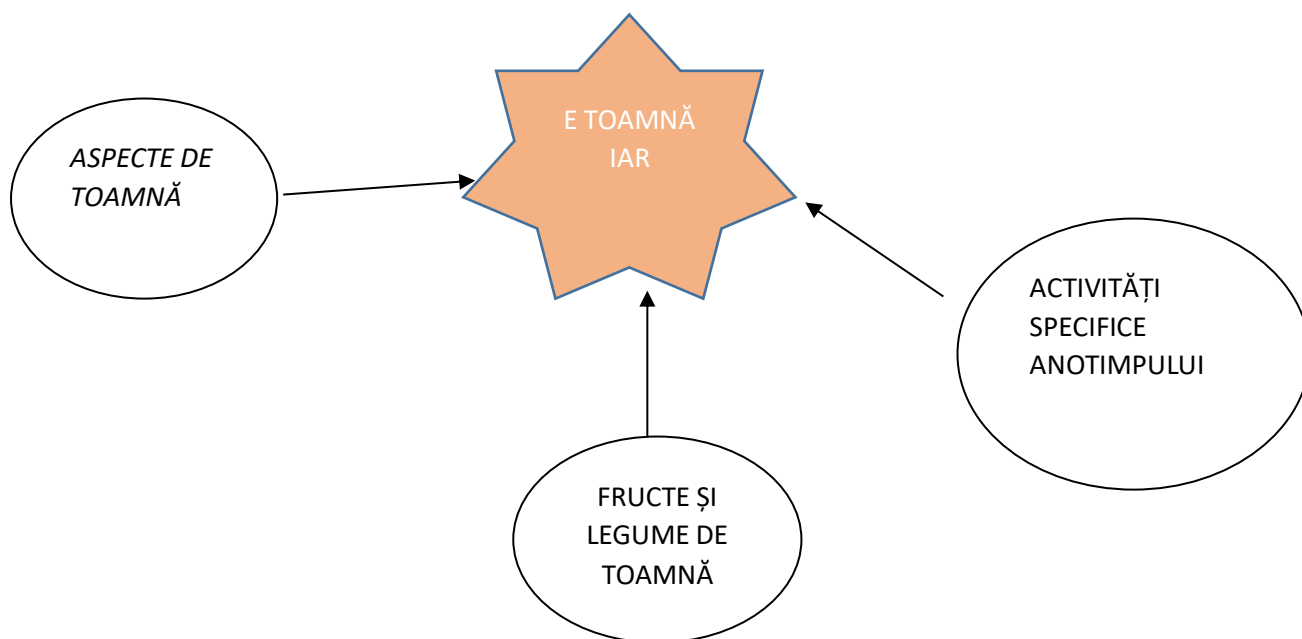 E TOAMNĂ
IAR
ASPECTE DE
TOAMNĂ
ACTIVITĂȚI
SPECIFICE
ANOTIMPULUI
FRUCTE ȘI
LEGUME DE
TOAMNĂ